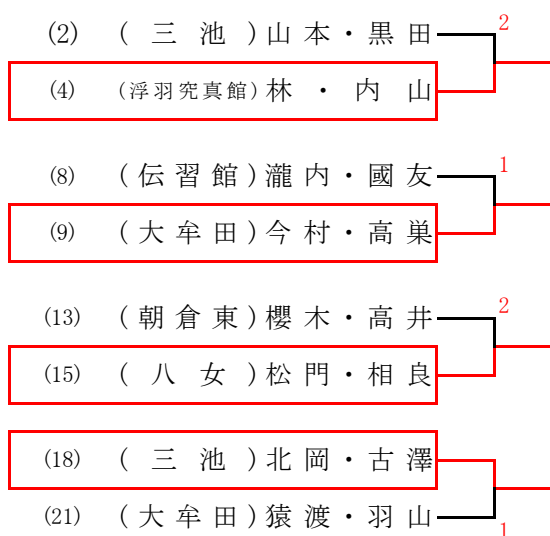 (2) (三池)山本・黒田 2
(4) (浮羽究真館)林・内山
(8) (伝習館)瀧内・國友 1
(9) (大牟田)今村・高巣
(13) (朝倉東)櫻木・高井 2
(15) (八女)松門・相良
(18) (三池)北岡・古澤
(21) (大牟田)猿渡・羽山 1